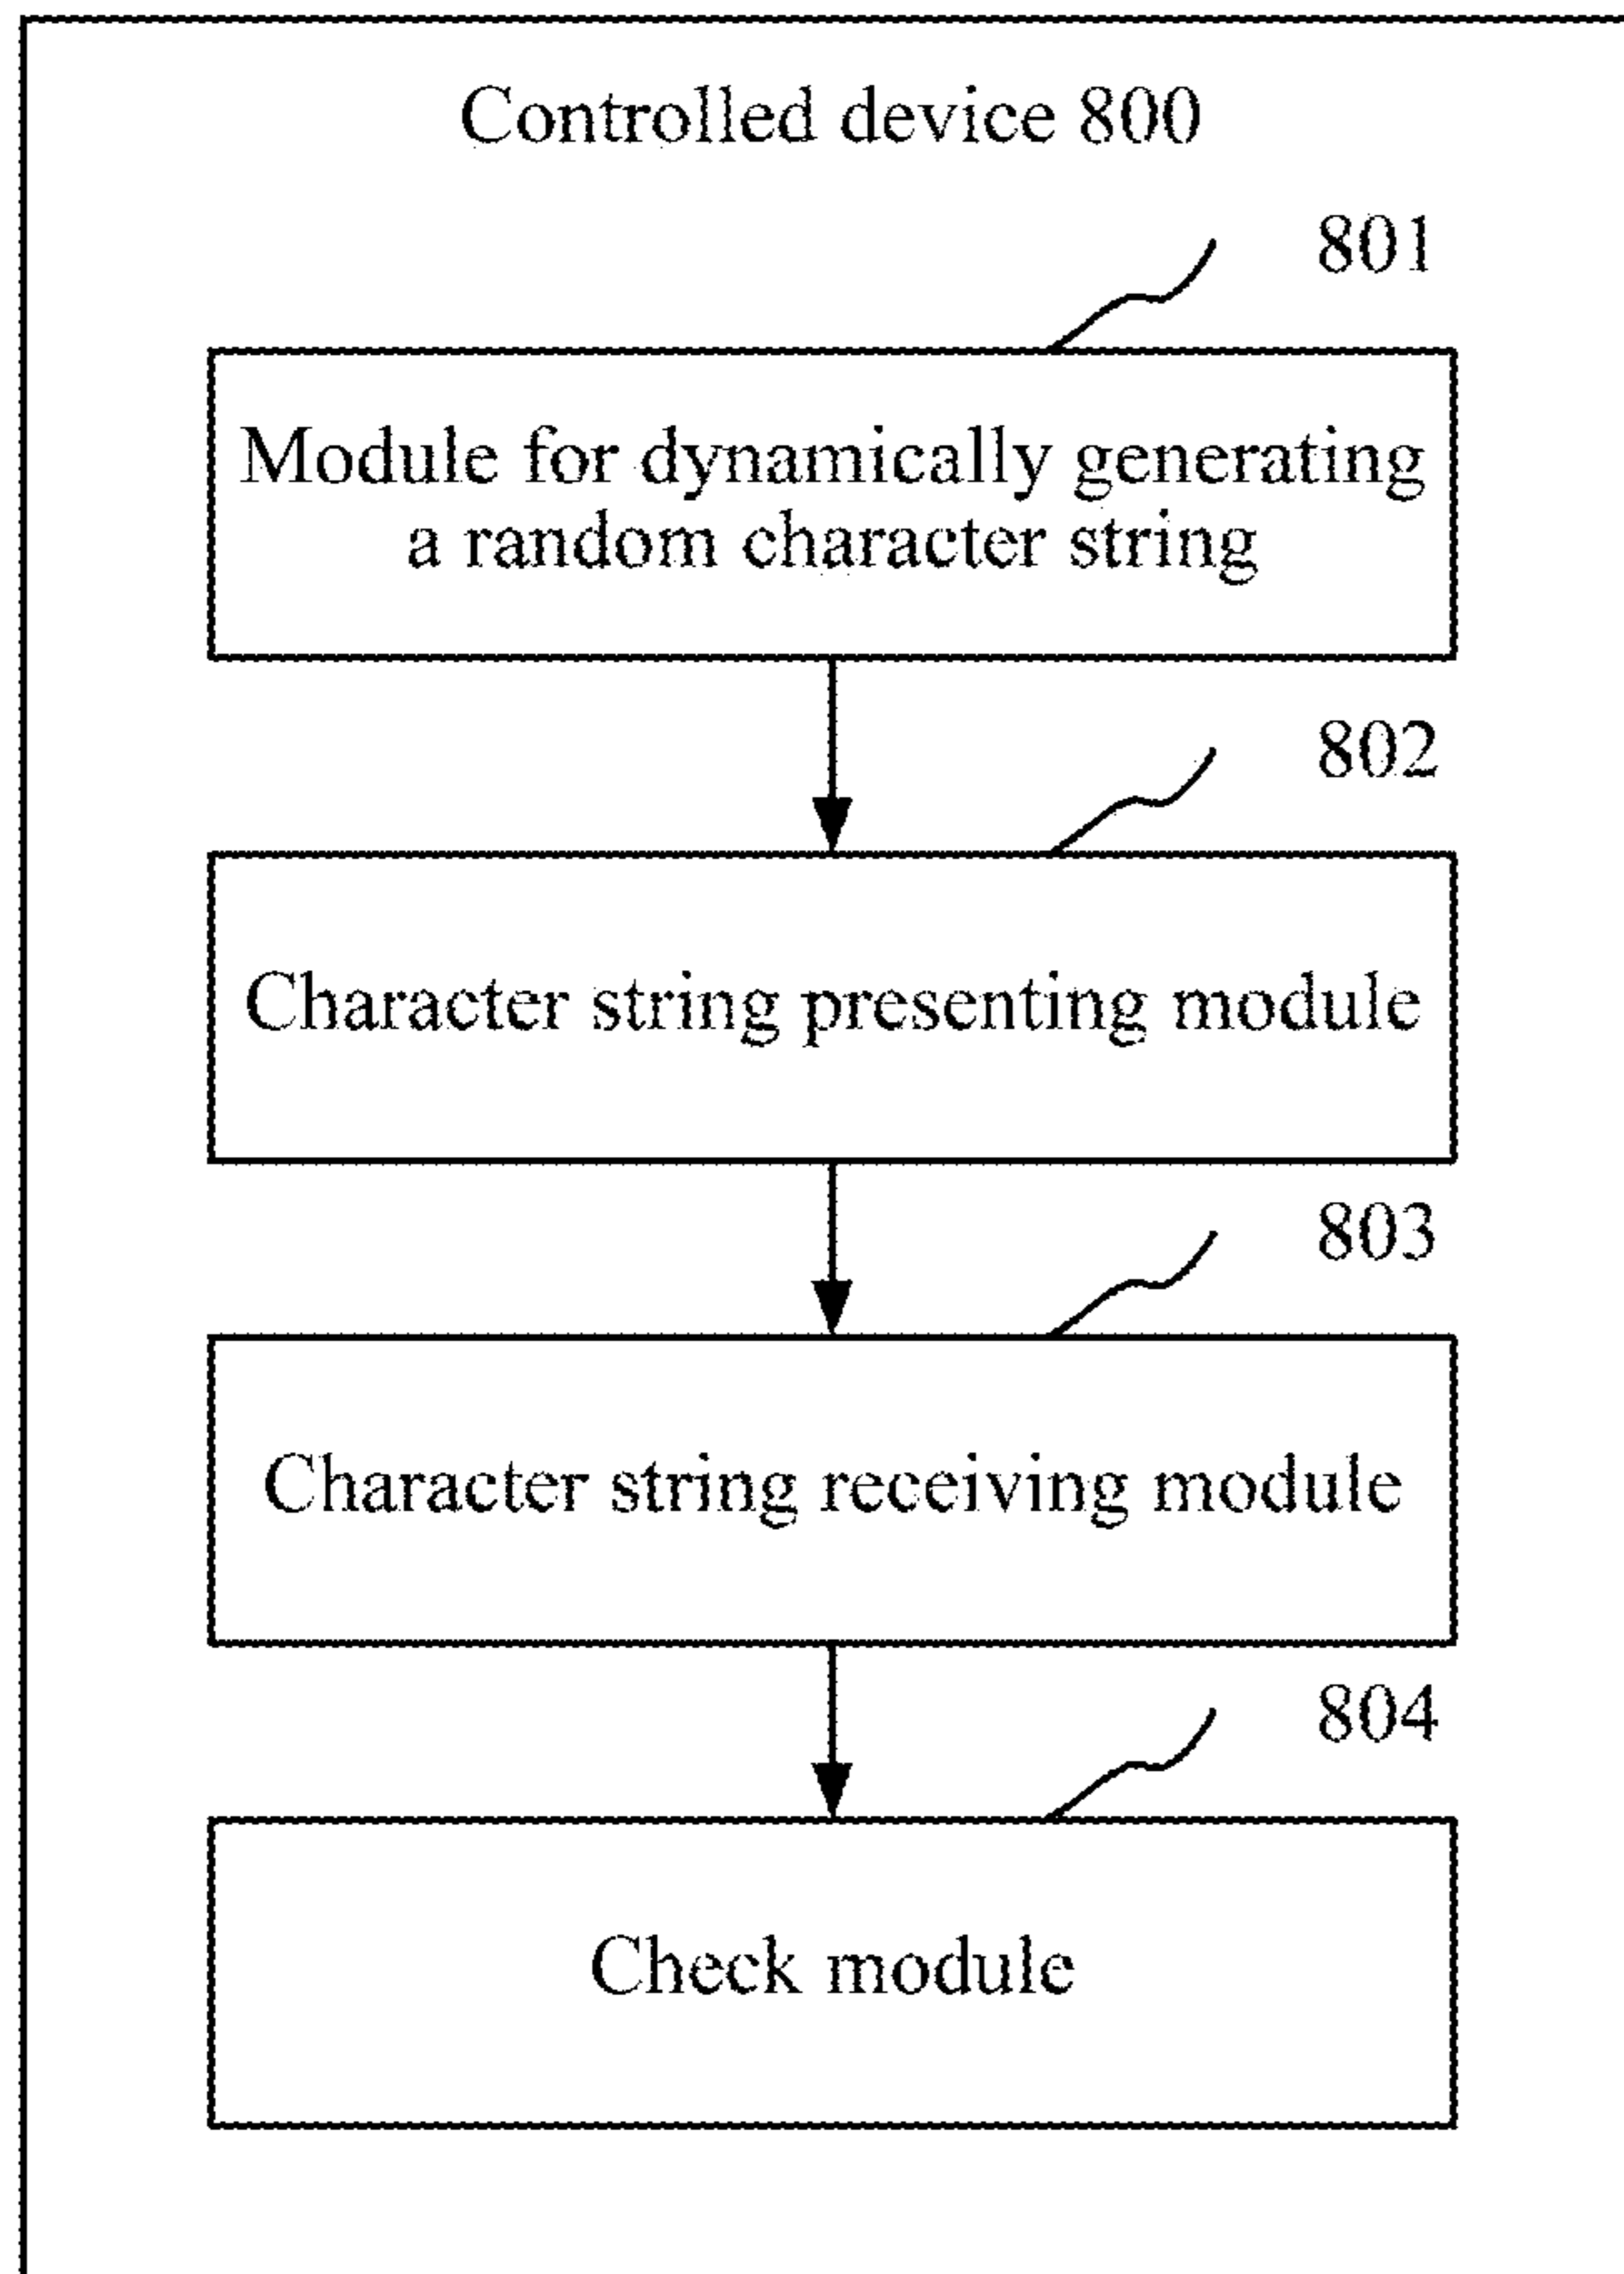 Controlled device 800
801
Module for dynamically generating
a random character string
802
Character string presenting module
803
Character string receiving module
804
Check module